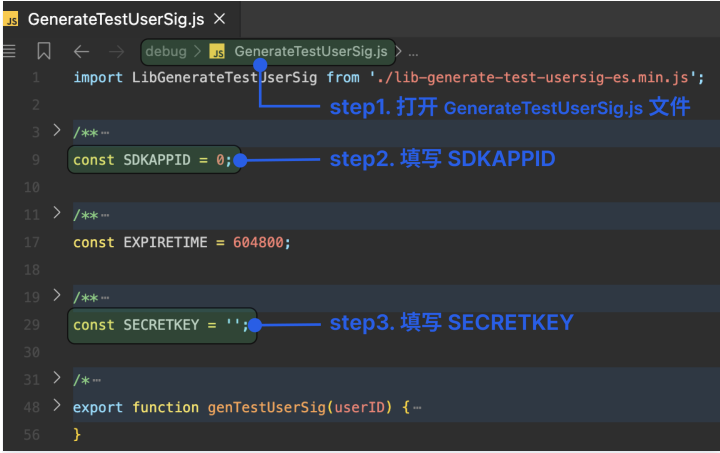 JS GenerateTestUserSig.js ×
debug > JS GenerateTestUserSig.js > ...
1 import LibGenerateTestUserSig from './lib-generate-test-usersig-es.min.js';
2
step1. 打开 GenerateTestUserSig.js 文件
3 > /** ⋯
9 const SDKAPPID = 0;
step2. 填写 SDKAPPID
10
11 > /** ⋯
17 const EXPIRETIME = 604800;
18
19 > /** ⋯
29 const SECRETKEY = '';
step3. 填写 SECRETKEY
30
31 > /* ⋯
48 > export function genTestUserSig(userID) { ⋯
56 }